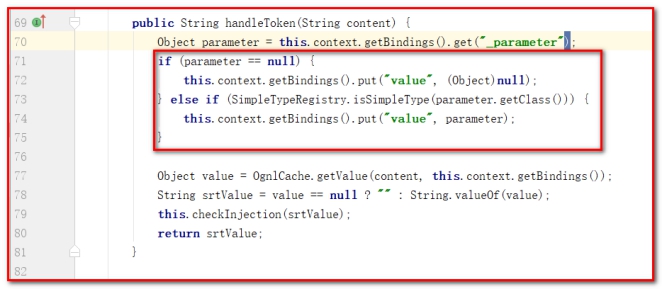 69 public String handleToken(String content) {
70 Object parameter = this.context.getBindings().get("_parameter");
71 if (parameter == null) {
72 this.context.getBindings().put("value", (Object)null);
73 } else if (SimpleTypeRegistry.isSimpleType(parameter.getClass())) {
74 this.context.getBindings().put("value", parameter);
75 }
76
77 Object value = OgnlCache.getValue(content, this.context.getBindings());
78 String srtValue = value == null ? "" : String.valueOf(value);
79 this.checkInjection(srtValue);
80 return srtValue;
81 }
82